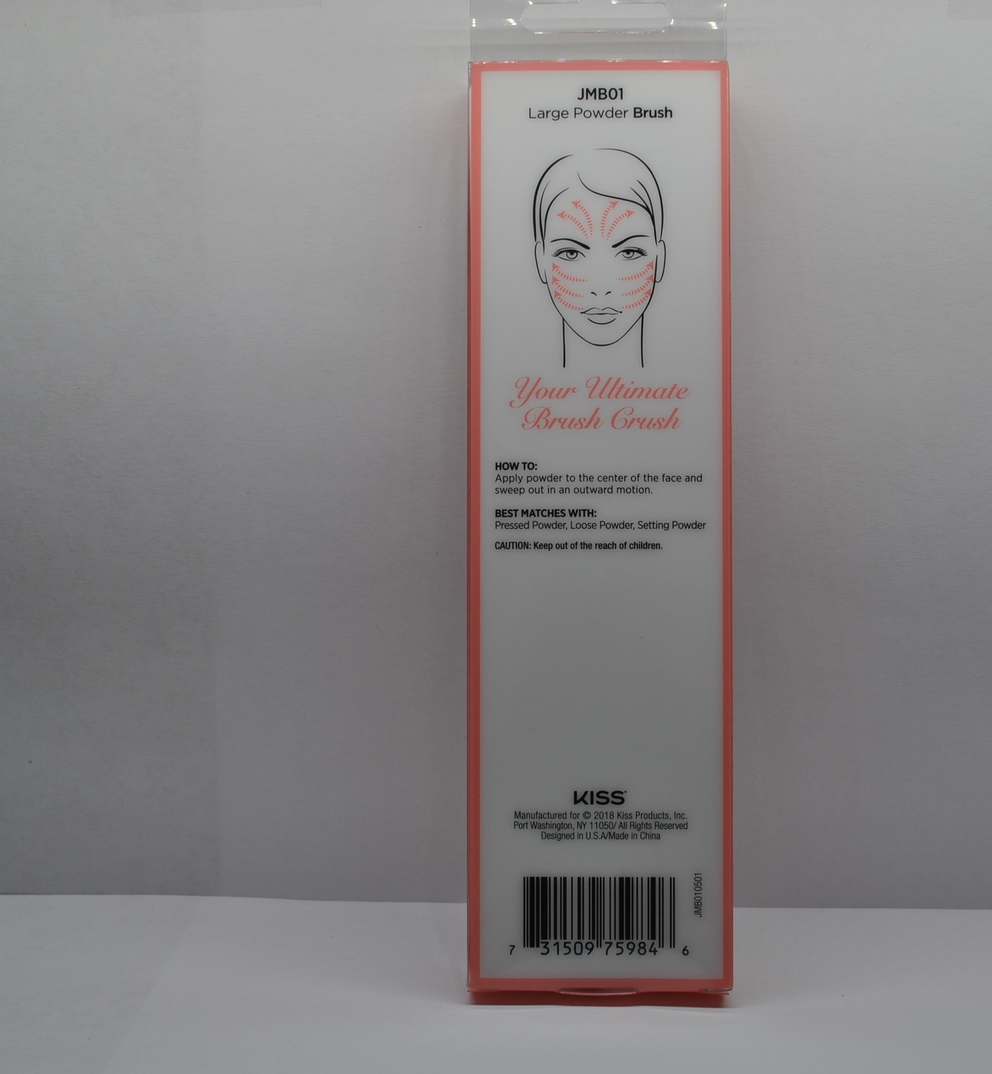 JMB01
Large Powder Brush
Your Ultimate
Brush Crush
HOW TO:
Apply powder to the center of the face and
sweep out in an outward motion.
BEST MATCHES WITH:
Pressed Powder, Loose Powder, Setting Powder
CAUTION: Keep out of the reach of children.
KISS
Manufactured for © 2018 Kiss Products, Inc.
Port Washington, NY 11050/ All Rights Reserved
Designed in U.S.A/Made in China
JMB010501
7 31509 75984 6